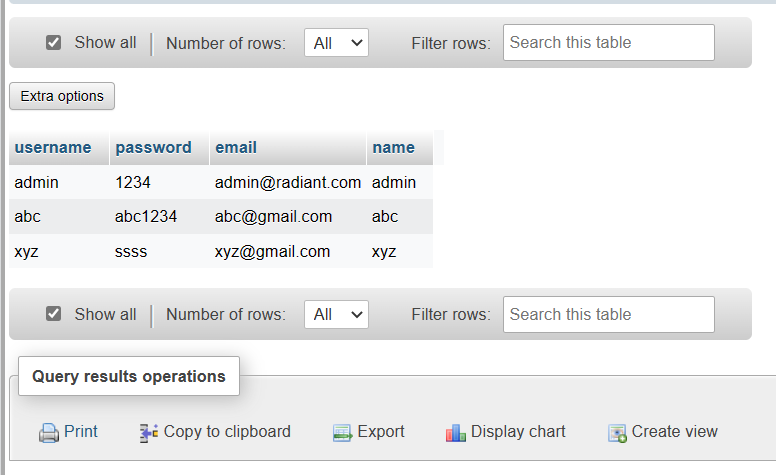 Show all Number of rows: All Filter rows: Search this table
Extra options
username password email name
admin 1234 admin@radiant.com admin
abc abc1234 abc@gmail.com abc
xyz ssss xyz@gmail.com xyz
Show all Number of rows: All Filter rows: Search this table
Query results operations
Print Copy to clipboard Export Display chart Create view